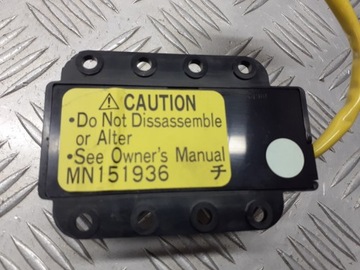 ⚠ CAUTION
•Do Not Dissassemble
or Alter
•See Owner's Manual
MN151936 チ